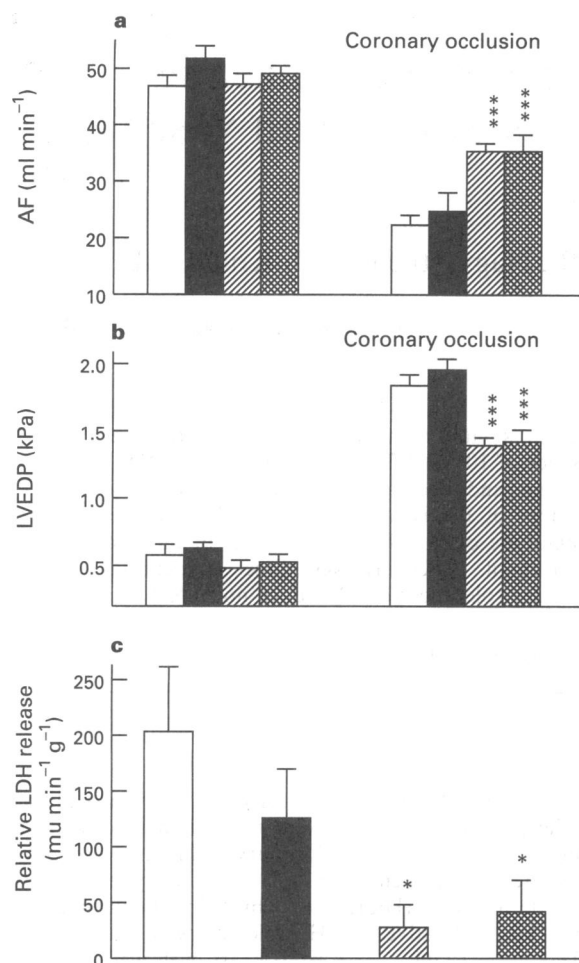 a
Coronary occlusion
AF (ml min⁻¹)
50
40
30
20
10
***
***
b
Coronary occlusion
LVEDP (kPa)
2.0
1.5
1.0
0.5
***
***
c
Relative LDH release
(mu min⁻¹ g⁻¹)
250
200
150
100
50
0
*
*